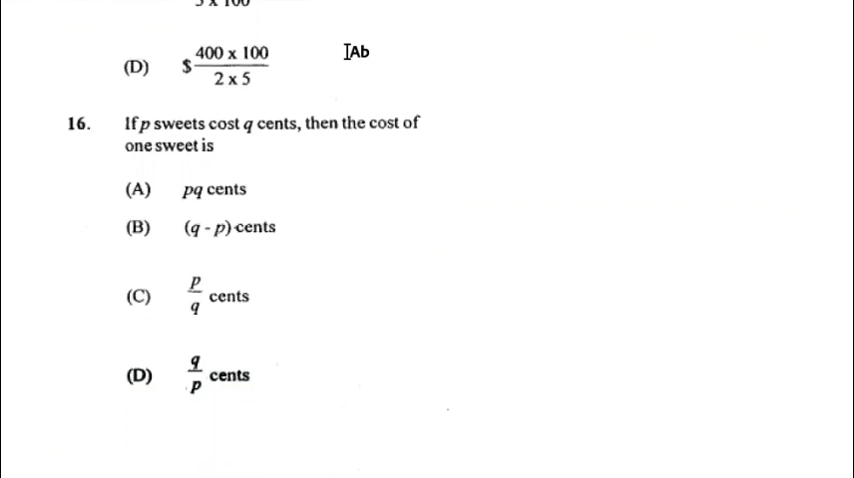 (D) $ 400 x 100 / 2 x 5
Ab
16. If p sweets cost q cents, then the cost of
one sweet is
(A) pq cents
(B) (q - p) cents
(C) p/q cents
(D) q/p cents